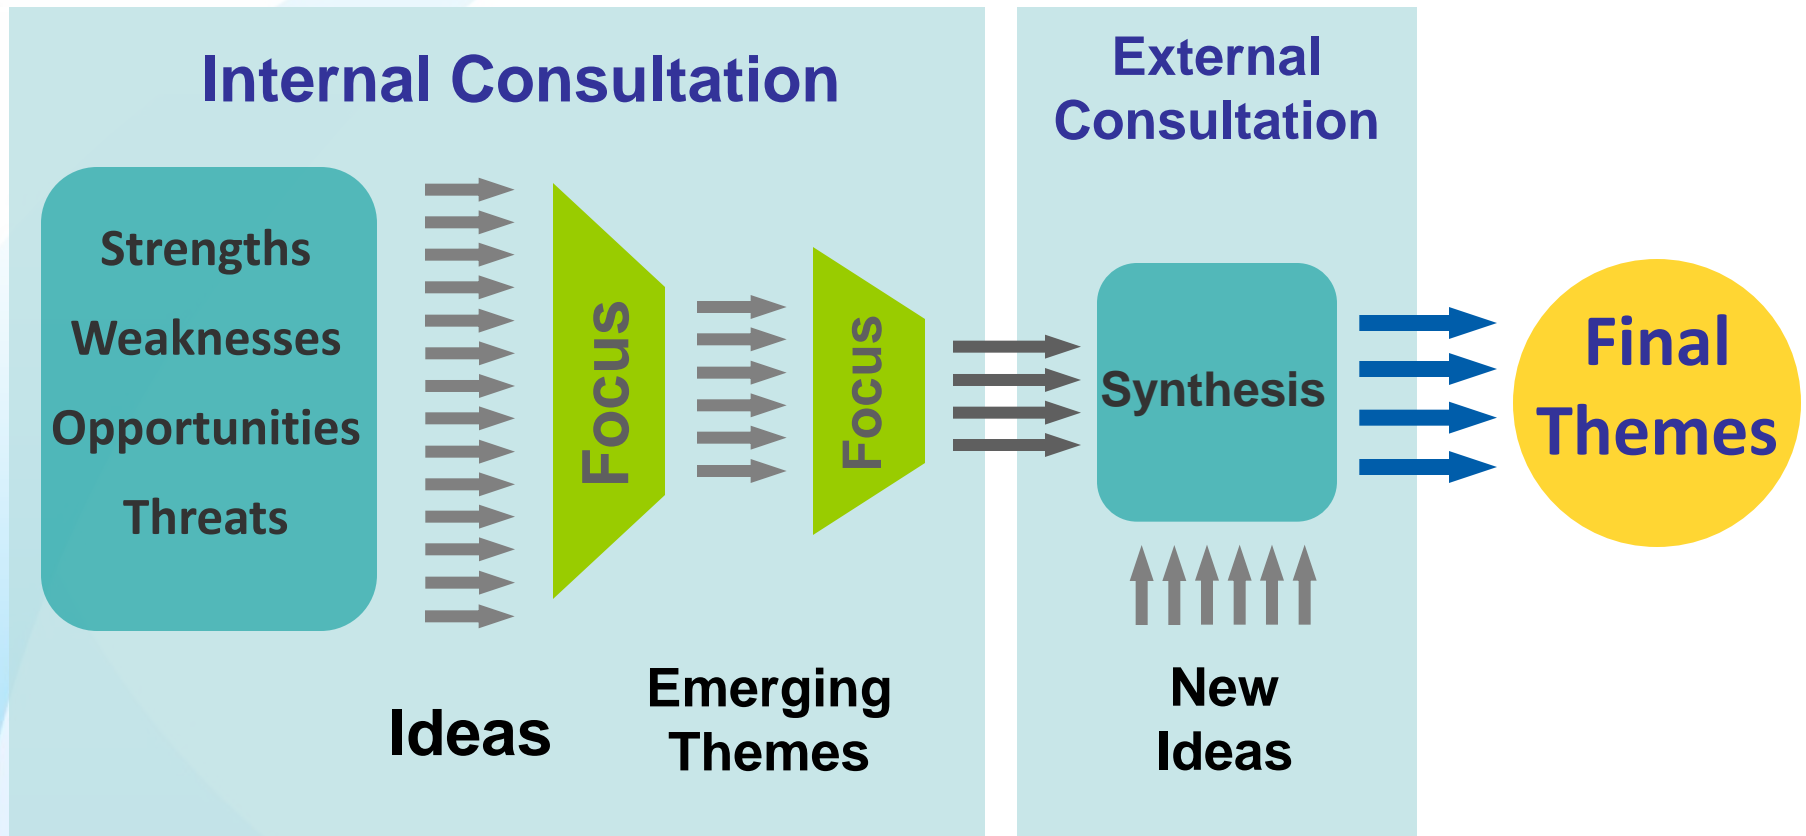 Internal Consultation
Strengths
Weaknesses
Opportunities
Threats
Ideas
Focus
Emerging
Themes
Focus
External
Consultation
Synthesis
New
Ideas
Final
Themes